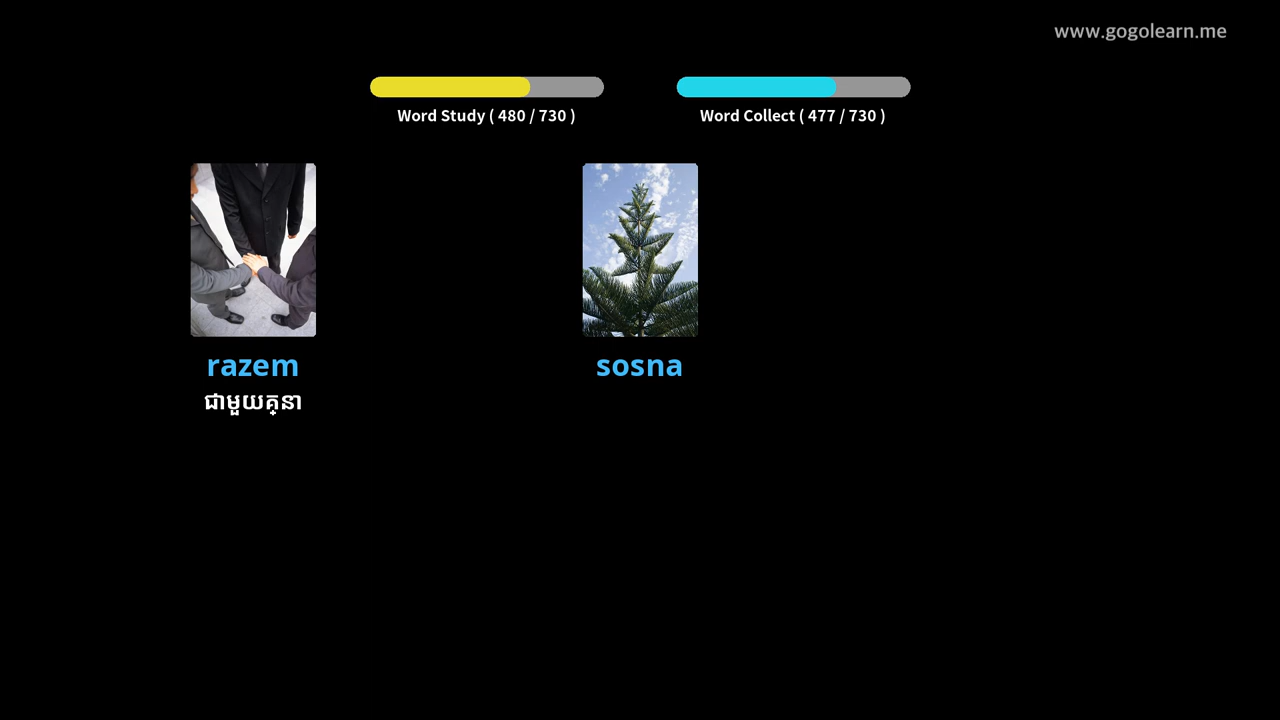 www.gogolearn.me
Word Study ( 480 / 730 )
Word Collect ( 477 / 730 )
razem
sosna
ជាមួយគ្នា